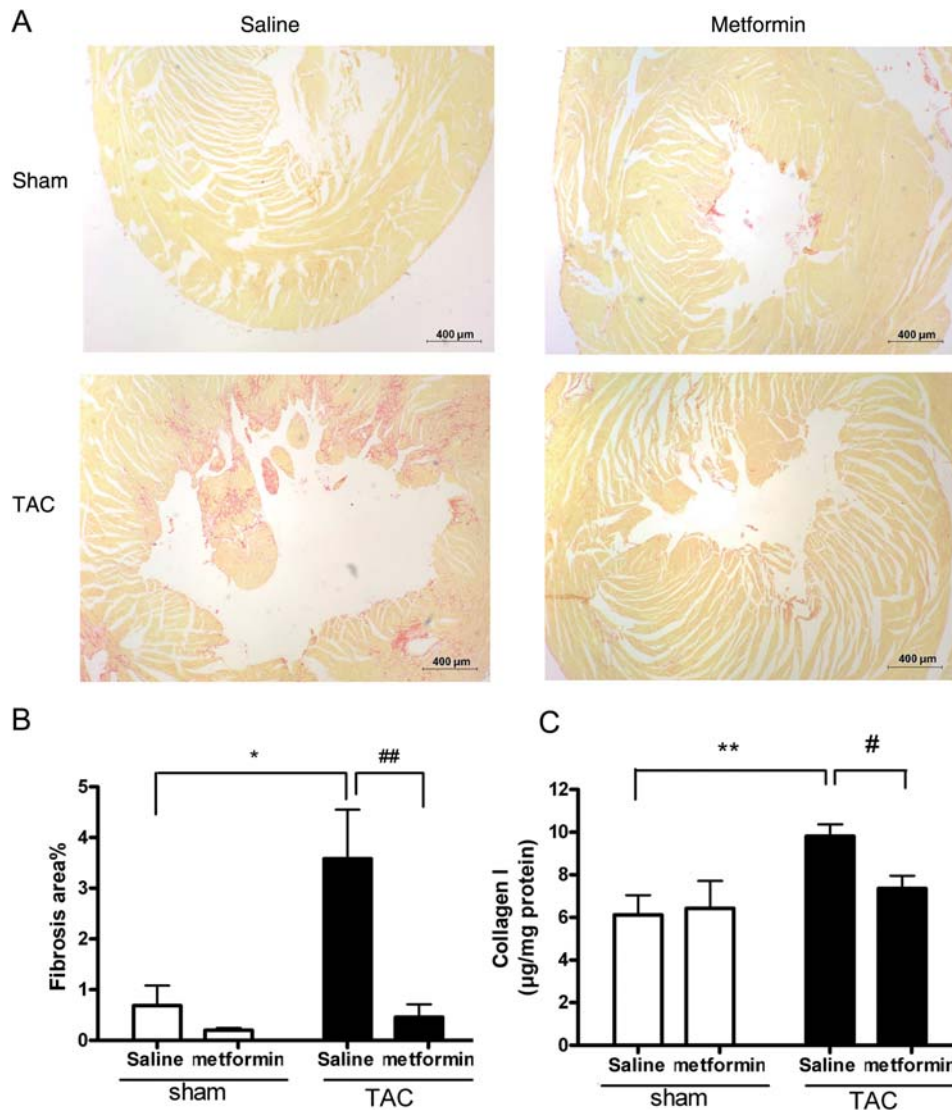 A
Saline
Metformin
Sham
400 µm
400 µm
TAC
400 µm
400 µm
B
* ##
Fibrosis area%
5
4
3
2
1
0
Saline metformin Saline metformin
sham TAC
C
** #
Collagen I
(µg/mg protein)
12
10
8
6
4
2
0
Saline metformin Saline metformin
sham TAC